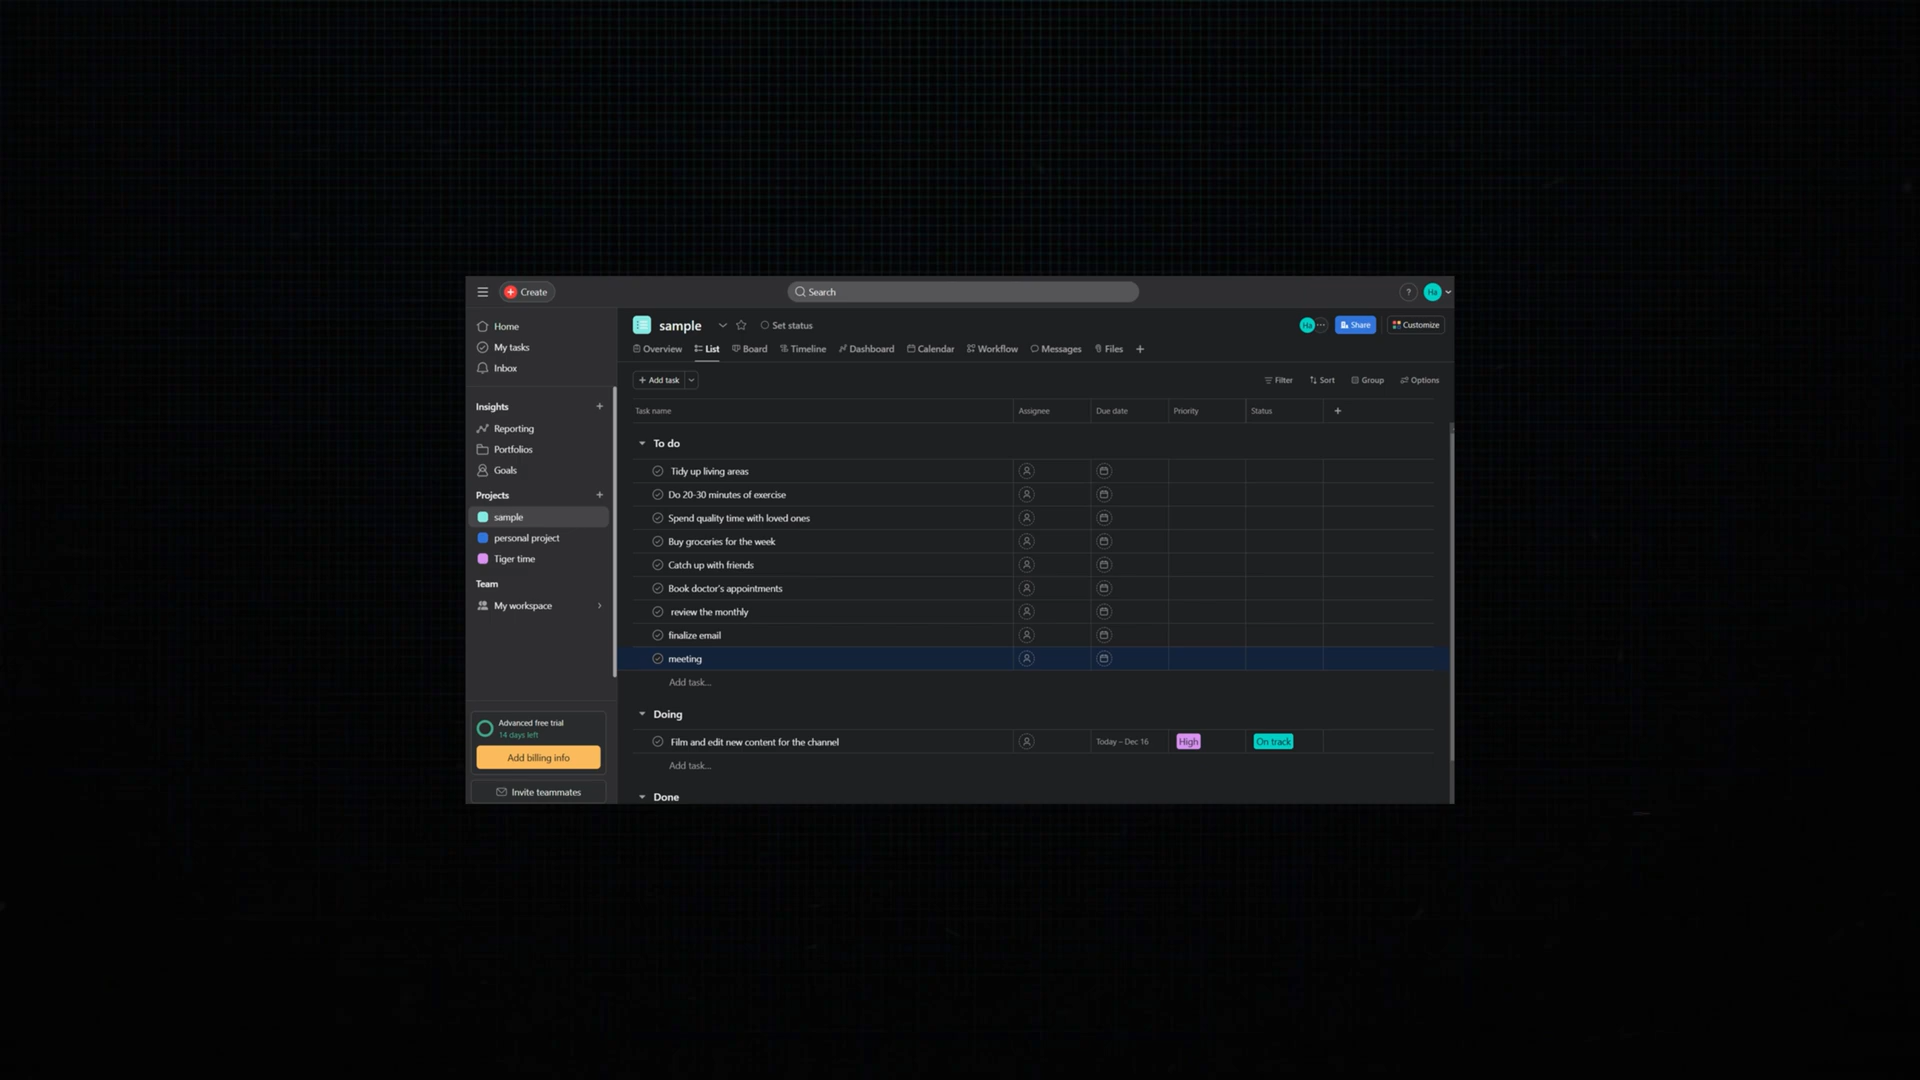 Create
Search
?
Ha
Home
My tasks
Inbox
Insights
Reporting
Portfolios
Goals
Projects
sample
personal project
Tiger time
Team
My workspace
Advanced free trial
14 days left
Add billing info
Invite teammates
sample
Set status
Ha
Share
Customize
Overview
List
Board
Timeline
Dashboard
Calendar
Workflow
Messages
Files
+ Add task
Filter
Sort
Group
Options
Task name
Assignee
Due date
Priority
Status
To do
Tidy up living areas
Do 20-30 minutes of exercise
Spend quality time with loved ones
Buy groceries for the week
Catch up with friends
Book doctor's appointments
review the monthly
finalize email
meeting
Add task...
Doing
Film and edit new content for the channel
Today – Dec 16
High
On track
Add task...
Done